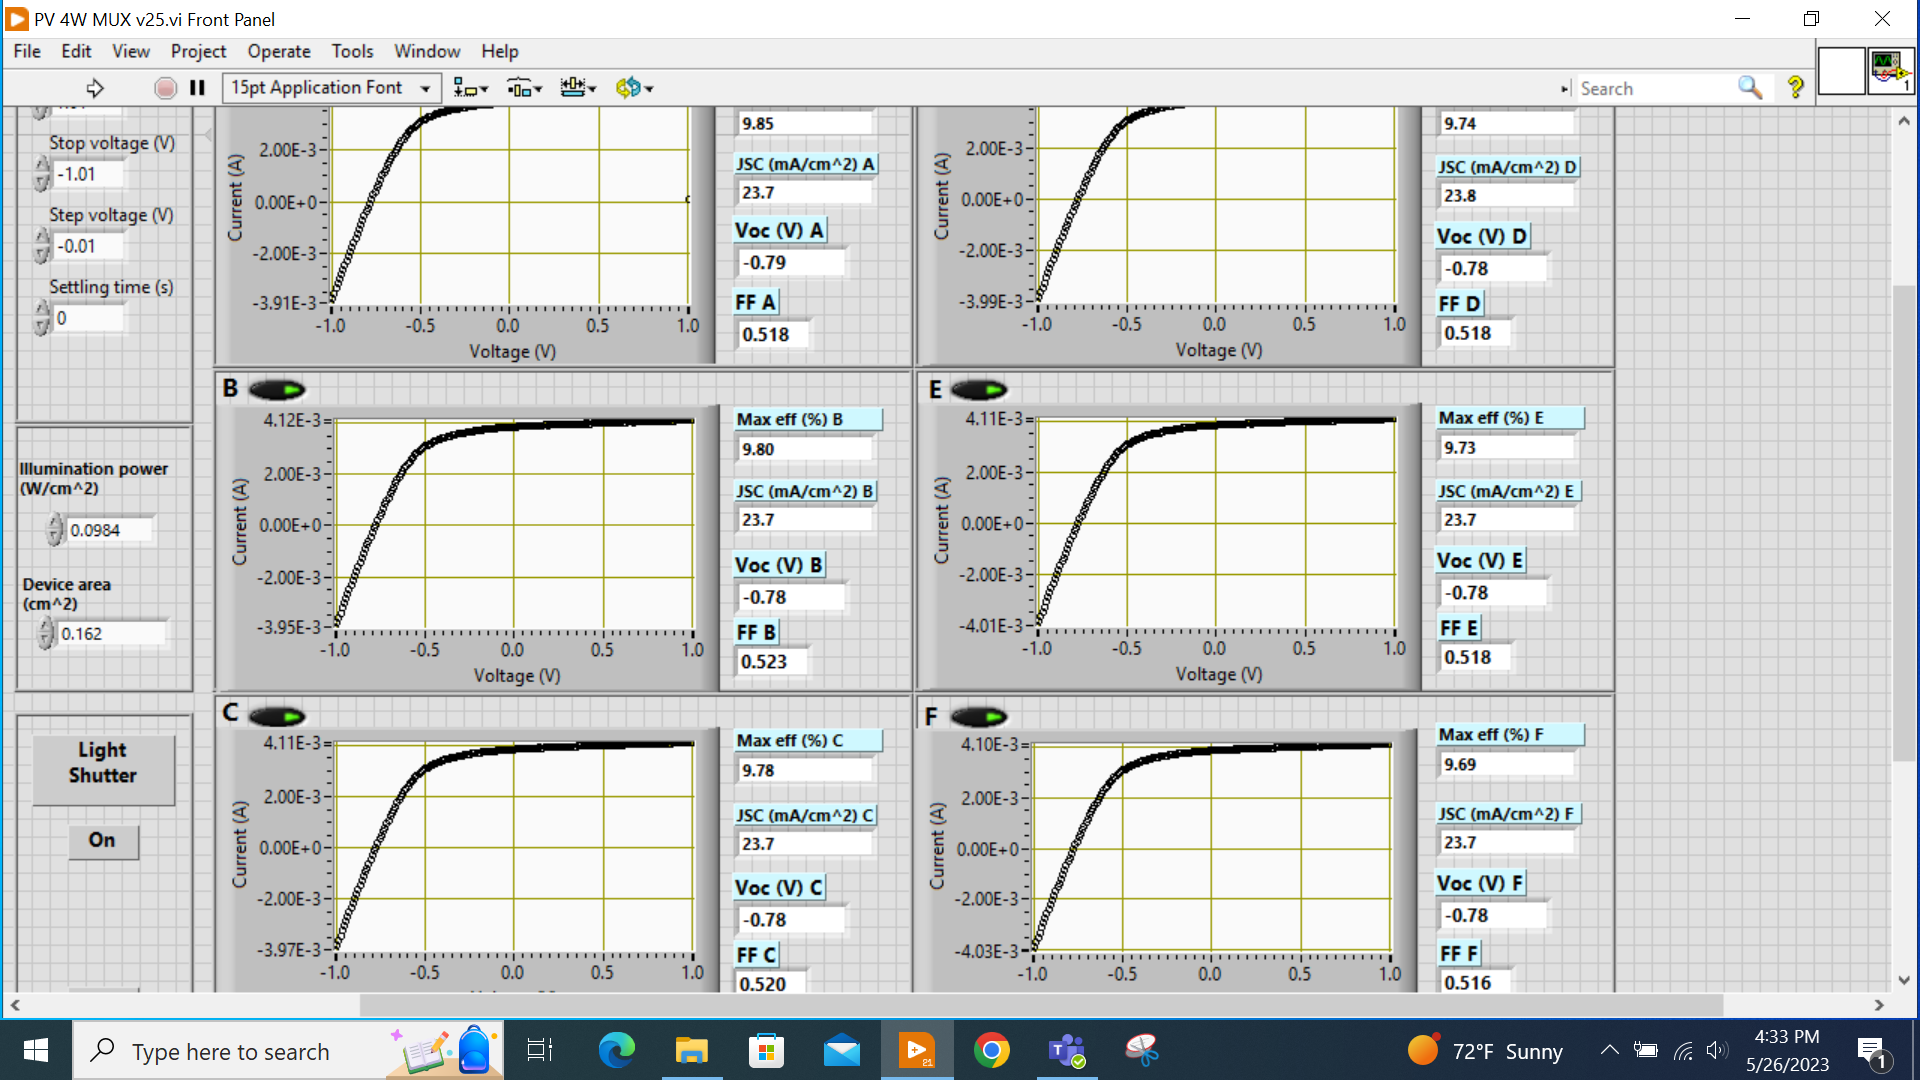 PV 4W MUX v25.vi Front Panel
File Edit View Project Operate Tools Window Help
15pt Application Font
Search
1
Stop voltage (V)
-1.01
Step voltage (V)
-0.01
Settling time (s)
0
Illumination power
(W/cm^2)
0.0984
Device area
(cm^2)
0.162
Light
Shutter
On
Current (A)
2.00E-3
0.00E+0
-2.00E-3
-3.91E-3
-1.0 -0.5 0.0 0.5 1.0
Voltage (V)
9.85
JSC (mA/cm^2) A
23.7
Voc (V) A
-0.79
FF A
0.518
Current (A)
2.00E-3
0.00E+0
-2.00E-3
-3.99E-3
-1.0 -0.5 0.0 0.5 1.0
Voltage (V)
9.74
JSC (mA/cm^2) D
23.8
Voc (V) D
-0.78
FF D
0.518
B
Current (A)
4.12E-3
2.00E-3
0.00E+0
-2.00E-3
-3.95E-3
-1.0 -0.5 0.0 0.5 1.0
Voltage (V)
Max eff (%) B
9.80
JSC (mA/cm^2) B
23.7
Voc (V) B
-0.78
FF B
0.523
E
Current (A)
4.11E-3
2.00E-3
0.00E+0
-2.00E-3
-4.01E-3
-1.0 -0.5 0.0 0.5 1.0
Voltage (V)
Max eff (%) E
9.73
JSC (mA/cm^2) E
23.7
Voc (V) E
-0.78
FF E
0.518
C
Current (A)
4.11E-3
2.00E-3
0.00E+0
-2.00E-3
-3.97E-3
-1.0 -0.5 0.0 0.5 1.0
Max eff (%) C
9.78
JSC (mA/cm^2) C
23.7
Voc (V) C
-0.78
FF C
0.520
F
Current (A)
4.10E-3
2.00E-3
0.00E+0
-2.00E-3
-4.03E-3
-1.0 -0.5 0.0 0.5 1.0
Max eff (%) F
9.69
JSC (mA/cm^2) F
23.7
Voc (V) F
-0.78
FF F
0.516
Type here to search
21
T
72°F Sunny
4:33 PM
5/26/2023
1